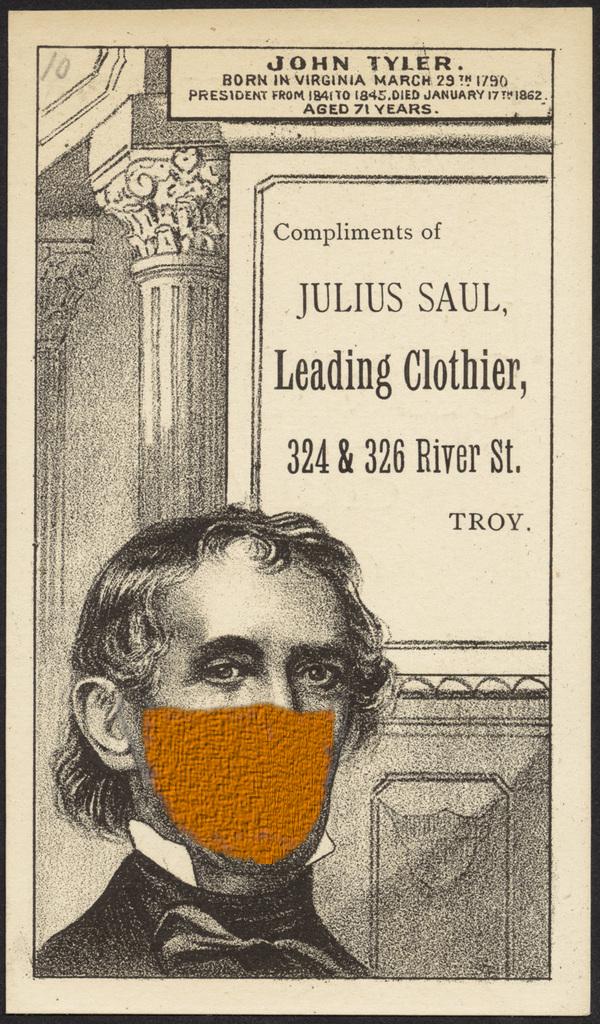 10
JOHN TYLER.
BORN IN VIRGINIA MARCH 29TH 1790
PRESIDENT FROM 1841 TO 1845. DIED JANUARY 17TH 1862.
AGED 71 YEARS.
Compliments of
JULIUS SAUL,
Leading Clothier,
324 & 326 River St.
TROY.